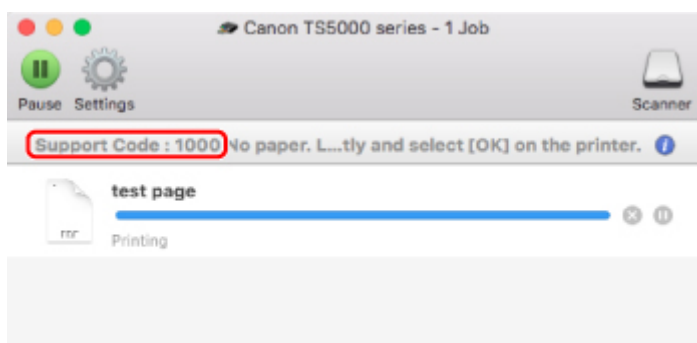 Canon TS5000 series - 1 Job
Pause Settings
Scanner
Support Code : 1000 No paper. L...tly and select [OK] on the printer.
test page
Printing